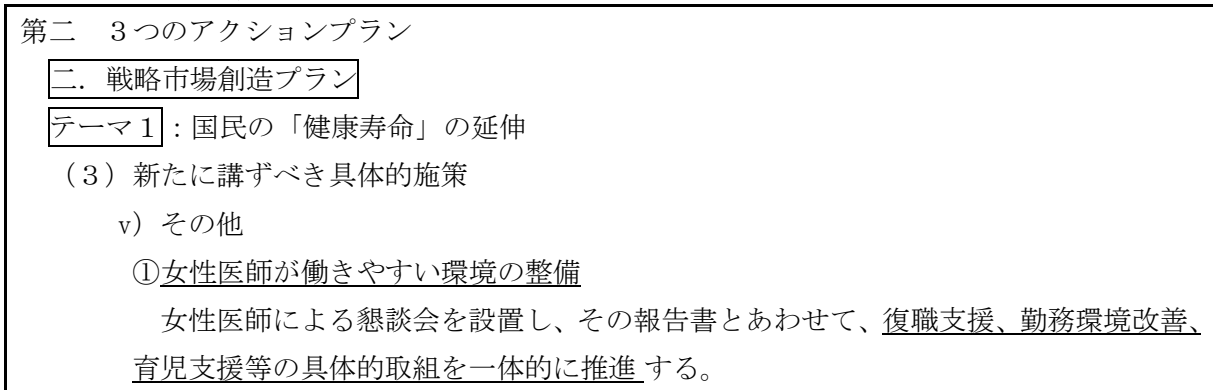 第二　３つのアクションプラン
二．戦略市場創造プラン
テーマ１：国民の「健康寿命」の延伸
（３）新たに講ずべき具体的施策
ⅴ）その他
①女性医師が働きやすい環境の整備
女性医師による懇談会を設置し、その報告書とあわせて、復職支援、勤務環境改善、
育児支援等の具体的取組を一体的に推進する。